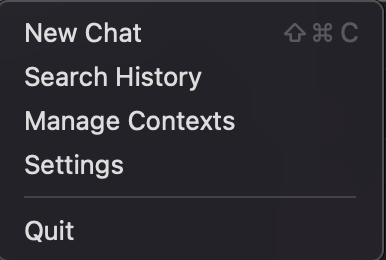 New Chat ⇧ ⌘ C
Search History
Manage Contexts
Settings
Quit